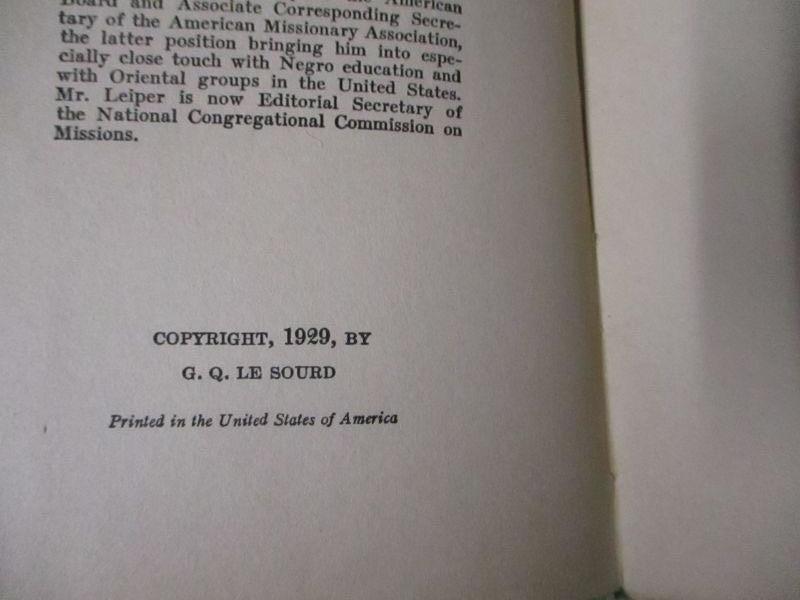 American
Board and Associate Corresponding Secre-
tary of the American Missionary Association,
the latter position bringing him into espe-
cially close touch with Negro education and
with Oriental groups in the United States.
Mr. Leiper is now Editorial Secretary of
the National Congregational Commission on
Missions.
COPYRIGHT, 1929, BY
G. Q. LE SOURD
Printed in the United States of America